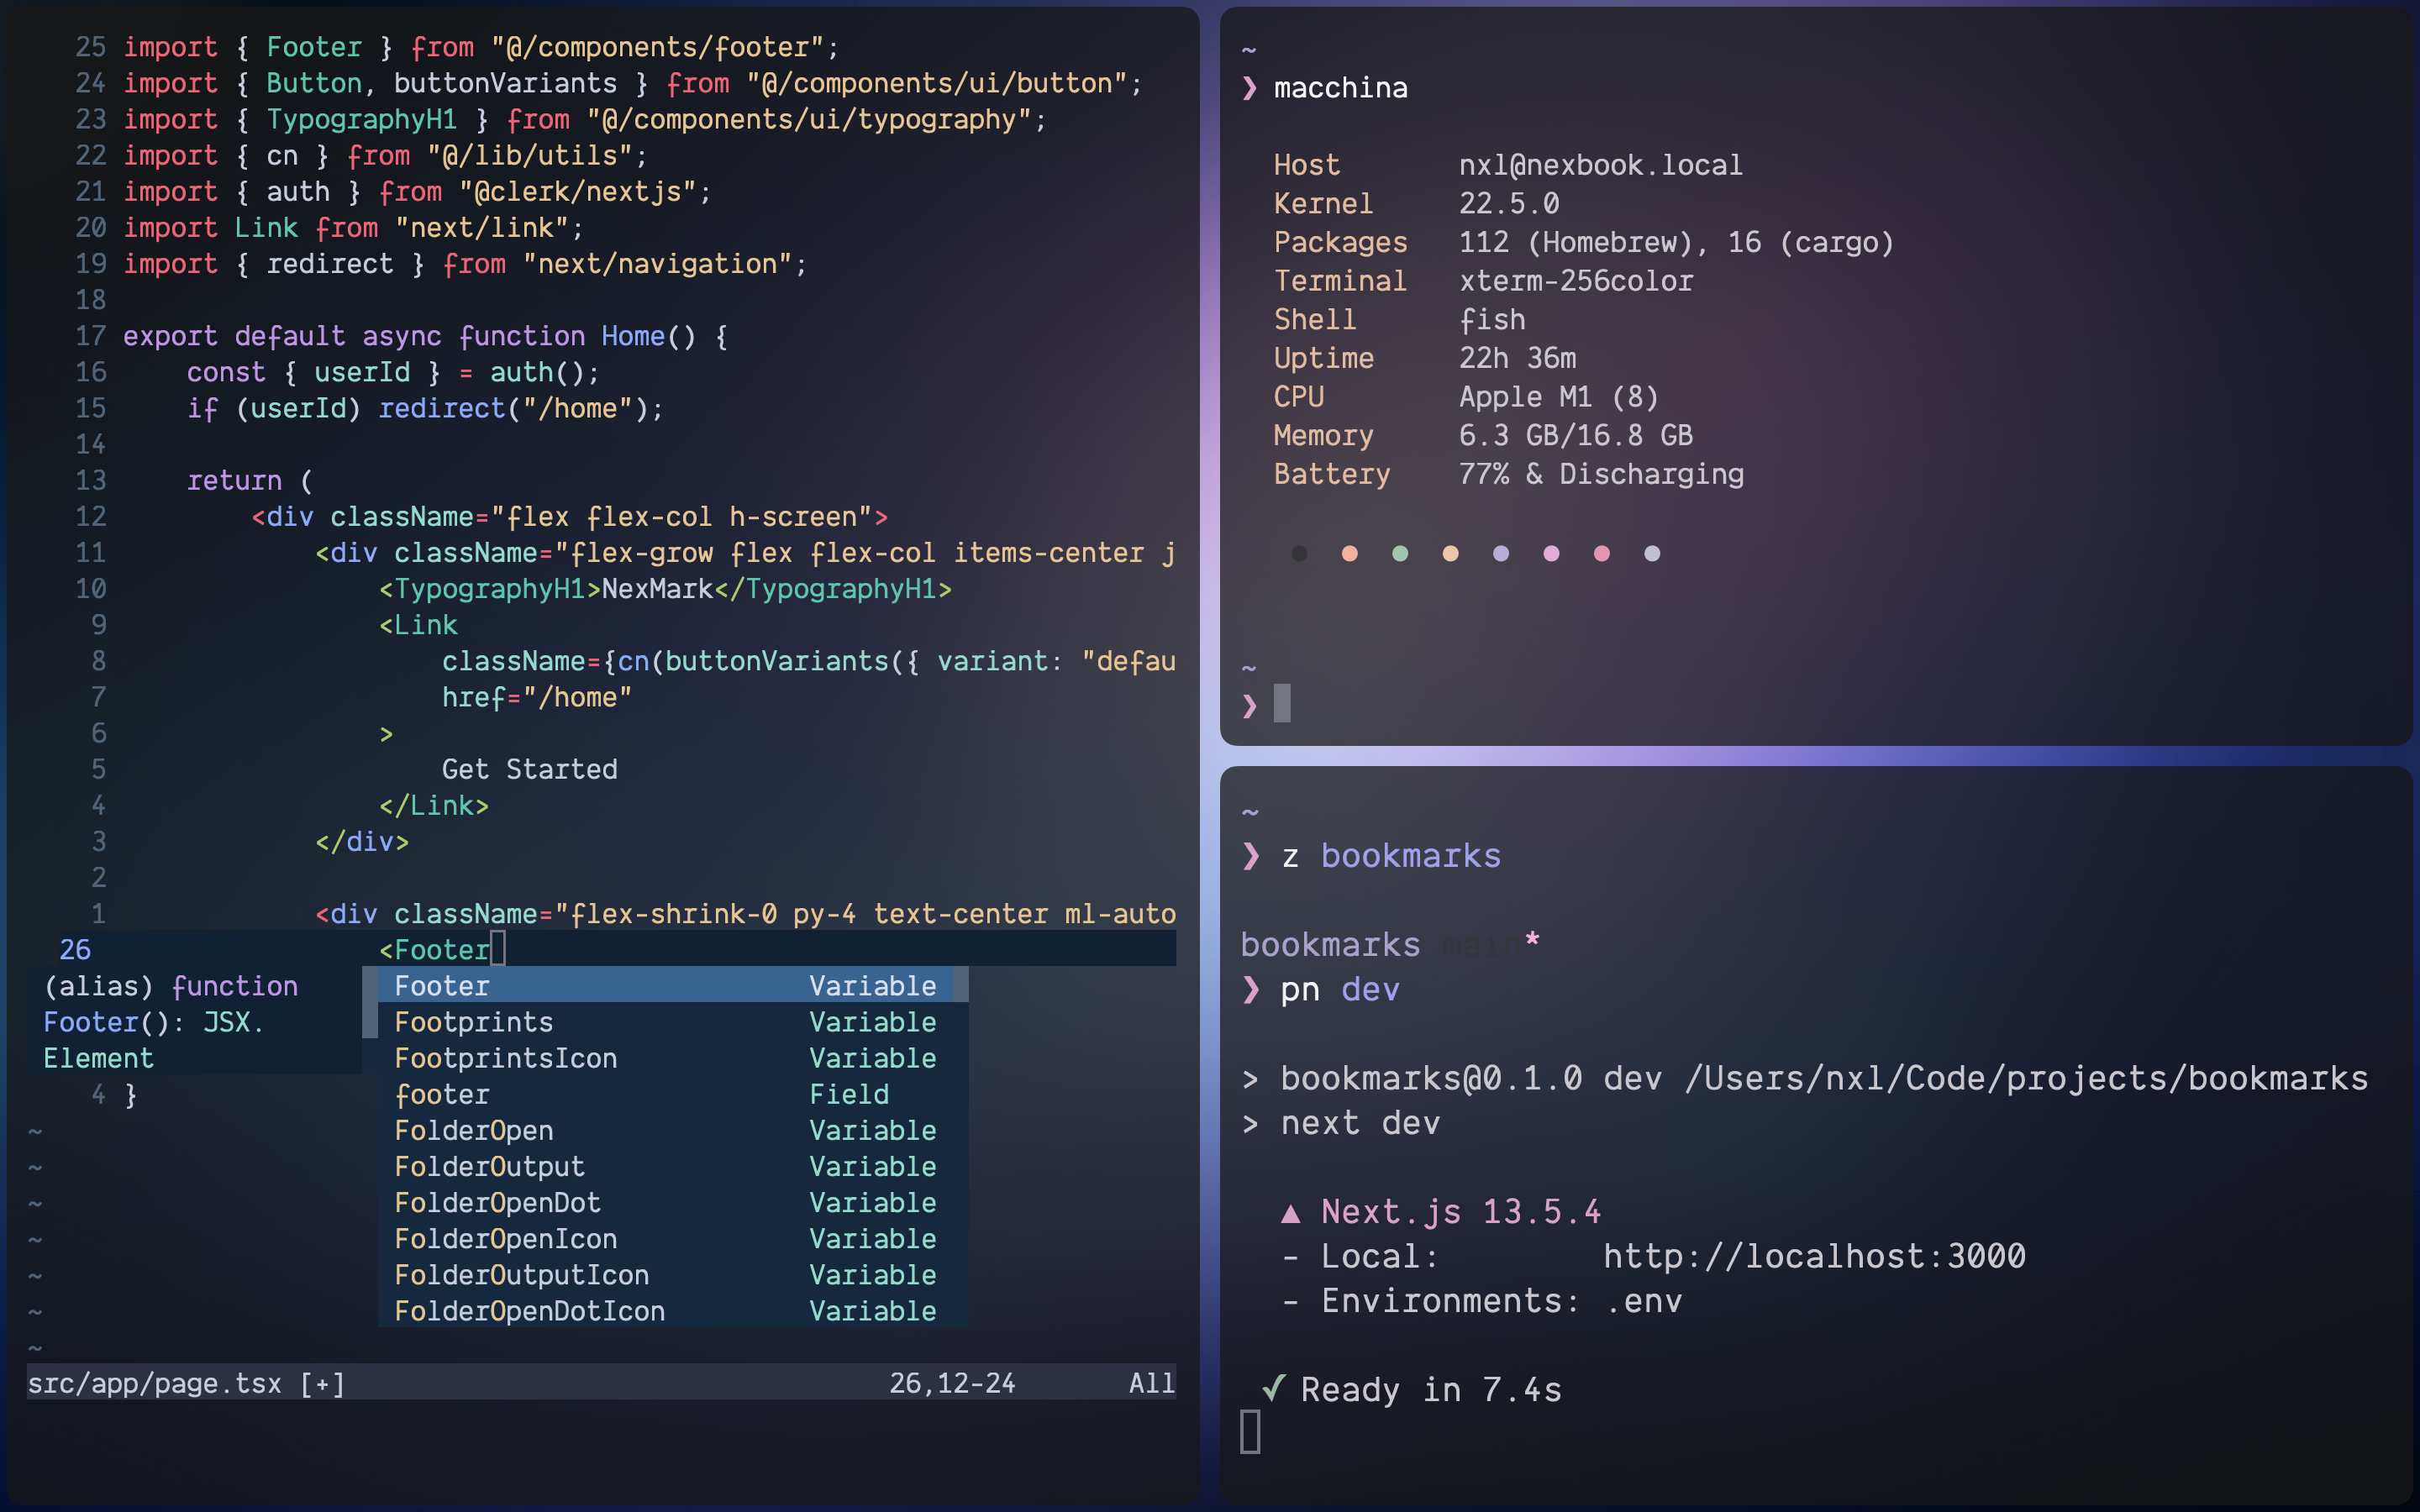 25 import { Footer } from "@/components/footer";
24 import { Button, buttonVariants } from "@/components/ui/button";
23 import { TypographyH1 } from "@/components/ui/typography";
22 import { cn } from "@/lib/utils";
21 import { auth } from "@clerk/nextjs";
20 import Link from "next/link";
19 import { redirect } from "next/navigation";
18
17 export default async function Home() {
16     const { userId } = auth();
15     if (userId) redirect("/home");
14
13     return (
12         <div className="flex flex-col h-screen">
11             <div className="flex-grow flex flex-col items-center j
10                 <TypographyH1>NexMark</TypographyH1>
9                 <Link
8                     className={cn(buttonVariants({ variant: "defau
7                     href="/home"
6                 >
5                     Get Started
4                 </Link>
3             </div>
2
1             <div className="flex-shrink-0 py-4 text-center ml-auto
26                 <Footer
(alias) function
Footer(): JSX.
Element
Footer Variable
Footprints Variable
FootprintsIcon Variable
footer Field
FolderOpen Variable
FolderOutput Variable
FolderOpenDot Variable
FolderOpenIcon Variable
FolderOutputIcon Variable
FolderOpenDotIcon Variable
4 }
~
~
~
~
~
~
~
src/app/page.tsx [+] 26,12-24 All
~
❯ macchina
Host nxl@nexbook.local
Kernel 22.5.0
Packages 112 (Homebrew), 16 (cargo)
Terminal xterm-256color
Shell fish
Uptime 22h 36m
CPU Apple M1 (8)
Memory 6.3 GB/16.8 GB
Battery 77% & Discharging
~
❯
~
❯ z bookmarks
bookmarks main*
❯ pn dev
> bookmarks@0.1.0 dev /Users/nxl/Code/projects/bookmarks
> next dev
▲ Next.js 13.5.4
- Local: http://localhost:3000
- Environments: .env
✓ Ready in 7.4s